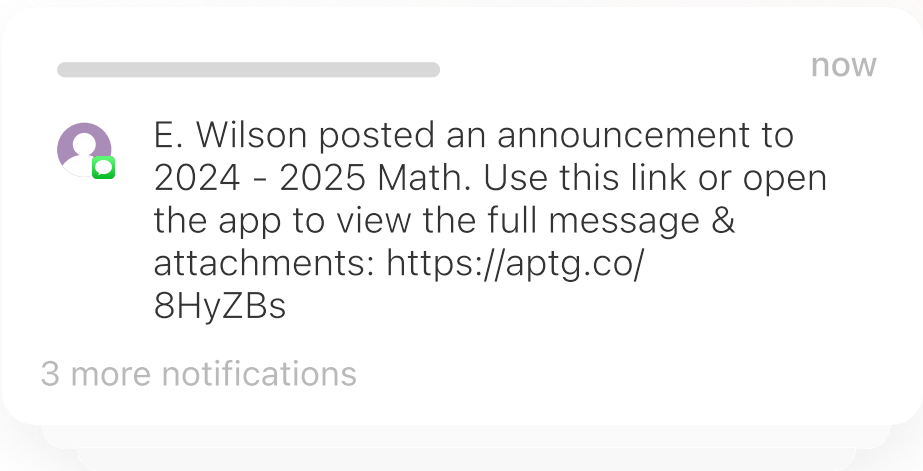 now
E. Wilson posted an announcement to
2024 - 2025 Math. Use this link or open
the app to view the full message &
attachments: https://aptg.co/
8HyZBs
3 more notifications